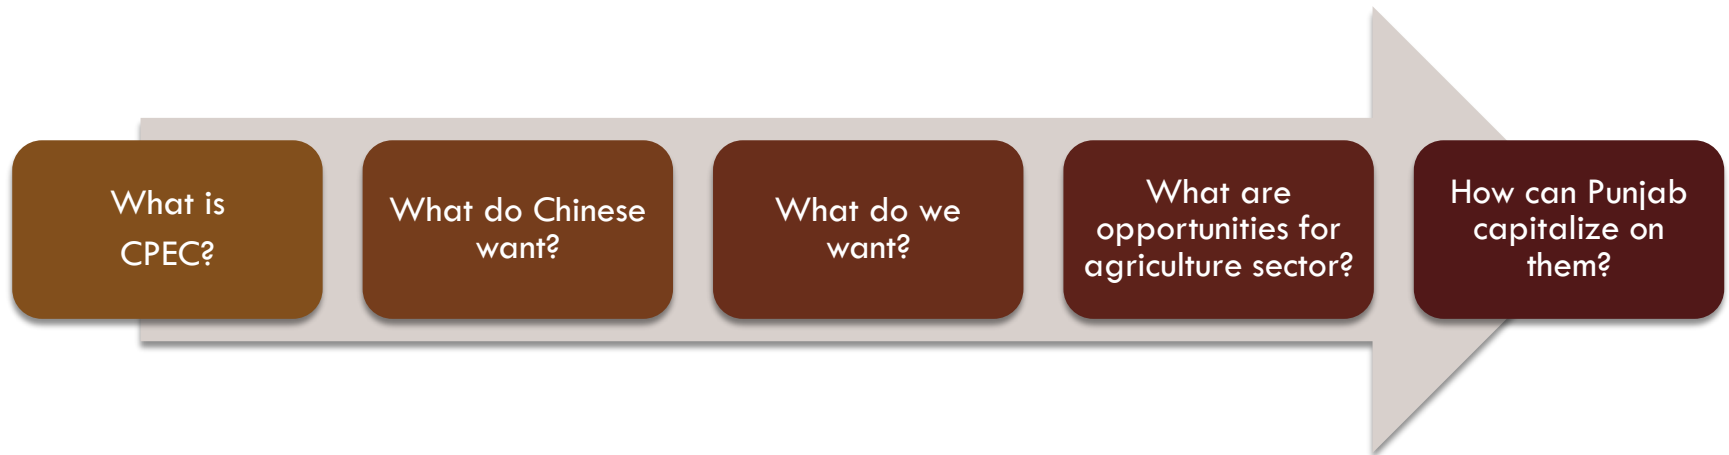 What is
CPEC?
What do Chinese
want?
What do we
want?
What are
opportunities for
agriculture sector?
How can Punjab
capitalize on
them?